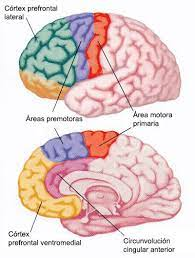 Córtex prefrontal
lateral
Áreas premotoras
Área motora
primaria
Córtex
prefrontal ventromedial
Circunvolución
cingular anterior